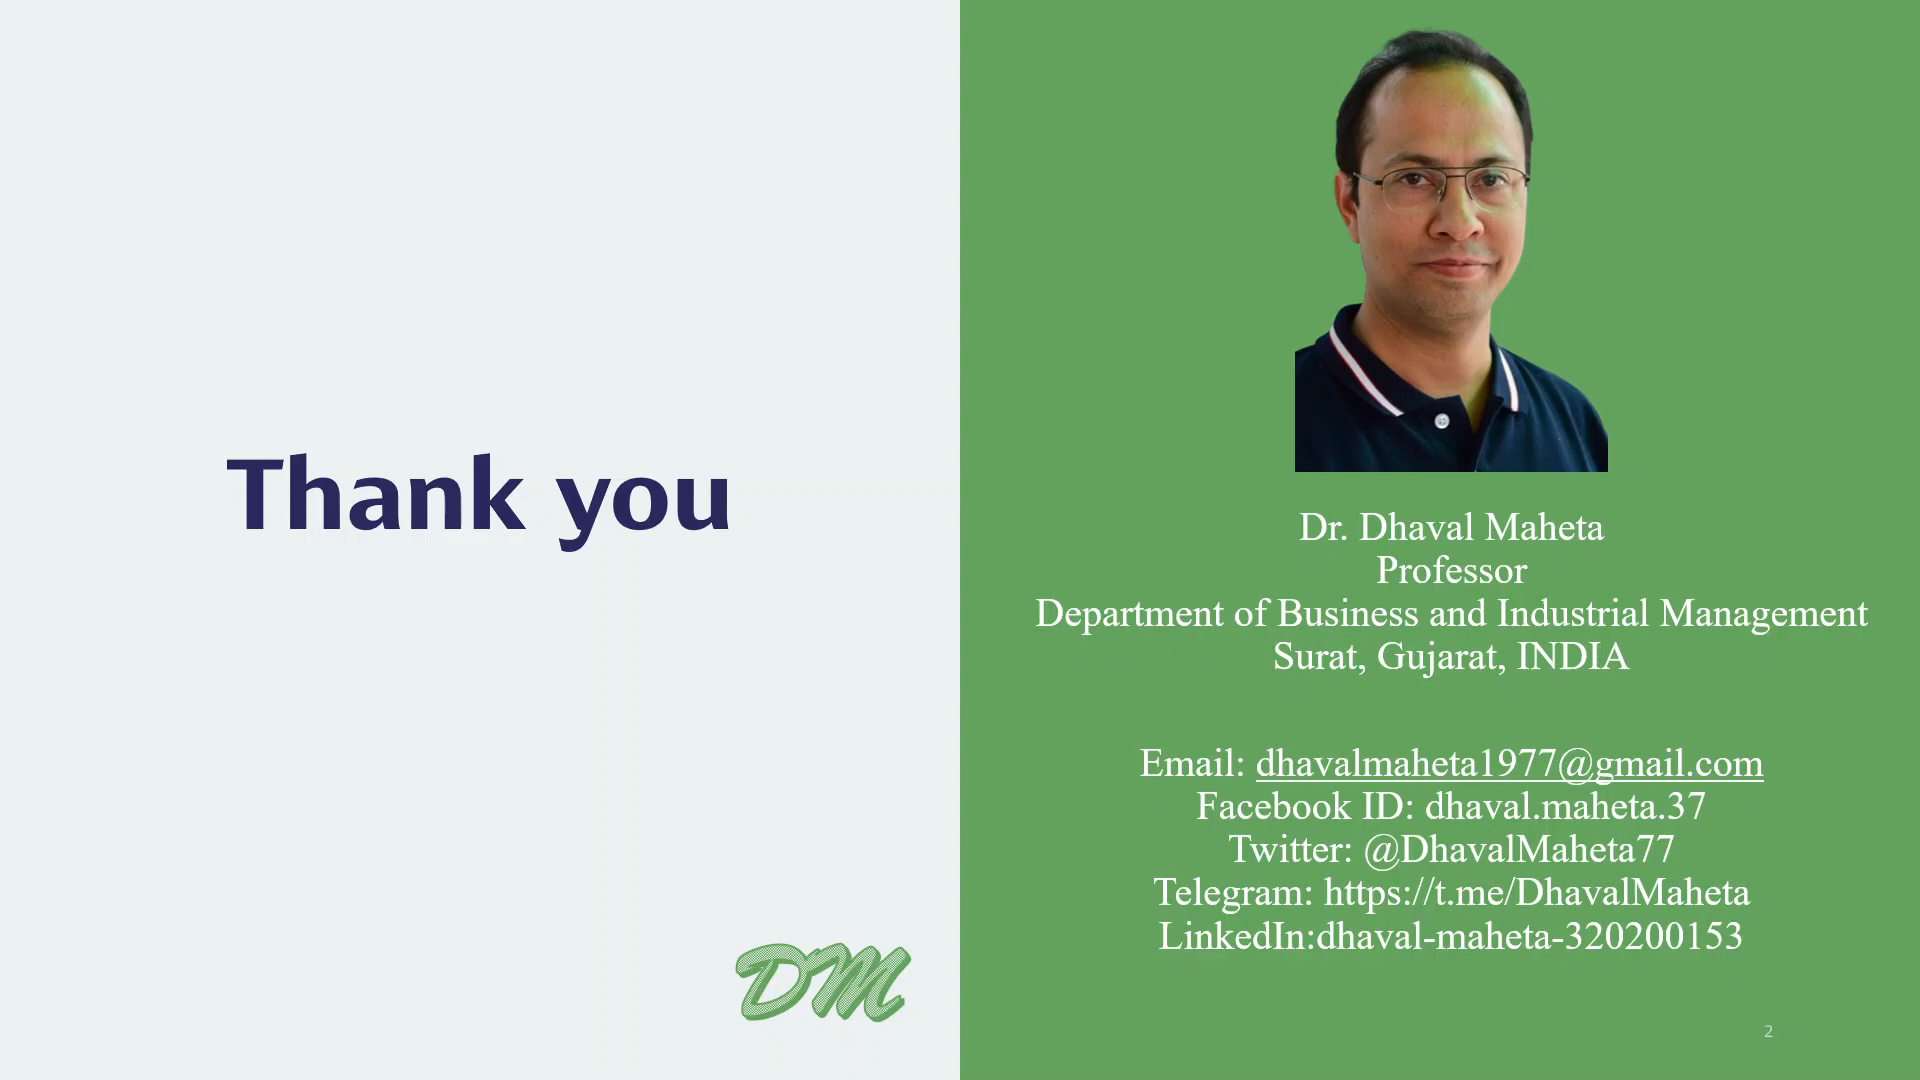 Thank you
DM
Dr. Dhaval Maheta
Professor
Department of Business and Industrial Management
Surat, Gujarat, INDIA
Email: dhavalmaheta1977@gmail.com
Facebook ID: dhaval.maheta.37
Twitter: @DhavalMaheta77
Telegram: https://t.me/DhavalMaheta
LinkedIn:dhaval-maheta-320200153
2